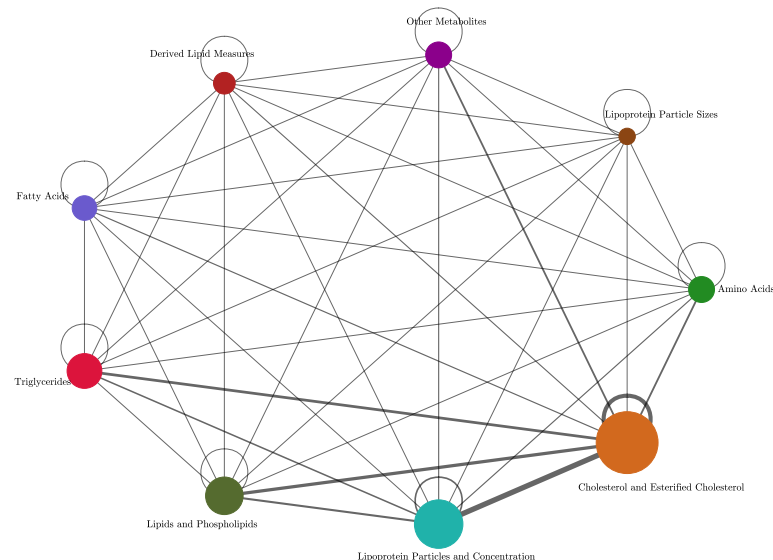 Other Metabolites
Derived Lipid Measures
Lipoprotein Particle Sizes
Fatty Acids
Amino Acids
Triglycerides
Cholesterol and Esterified Cholesterol
Lipids and Phospholipids
Lipoprotein Particles and Concentration